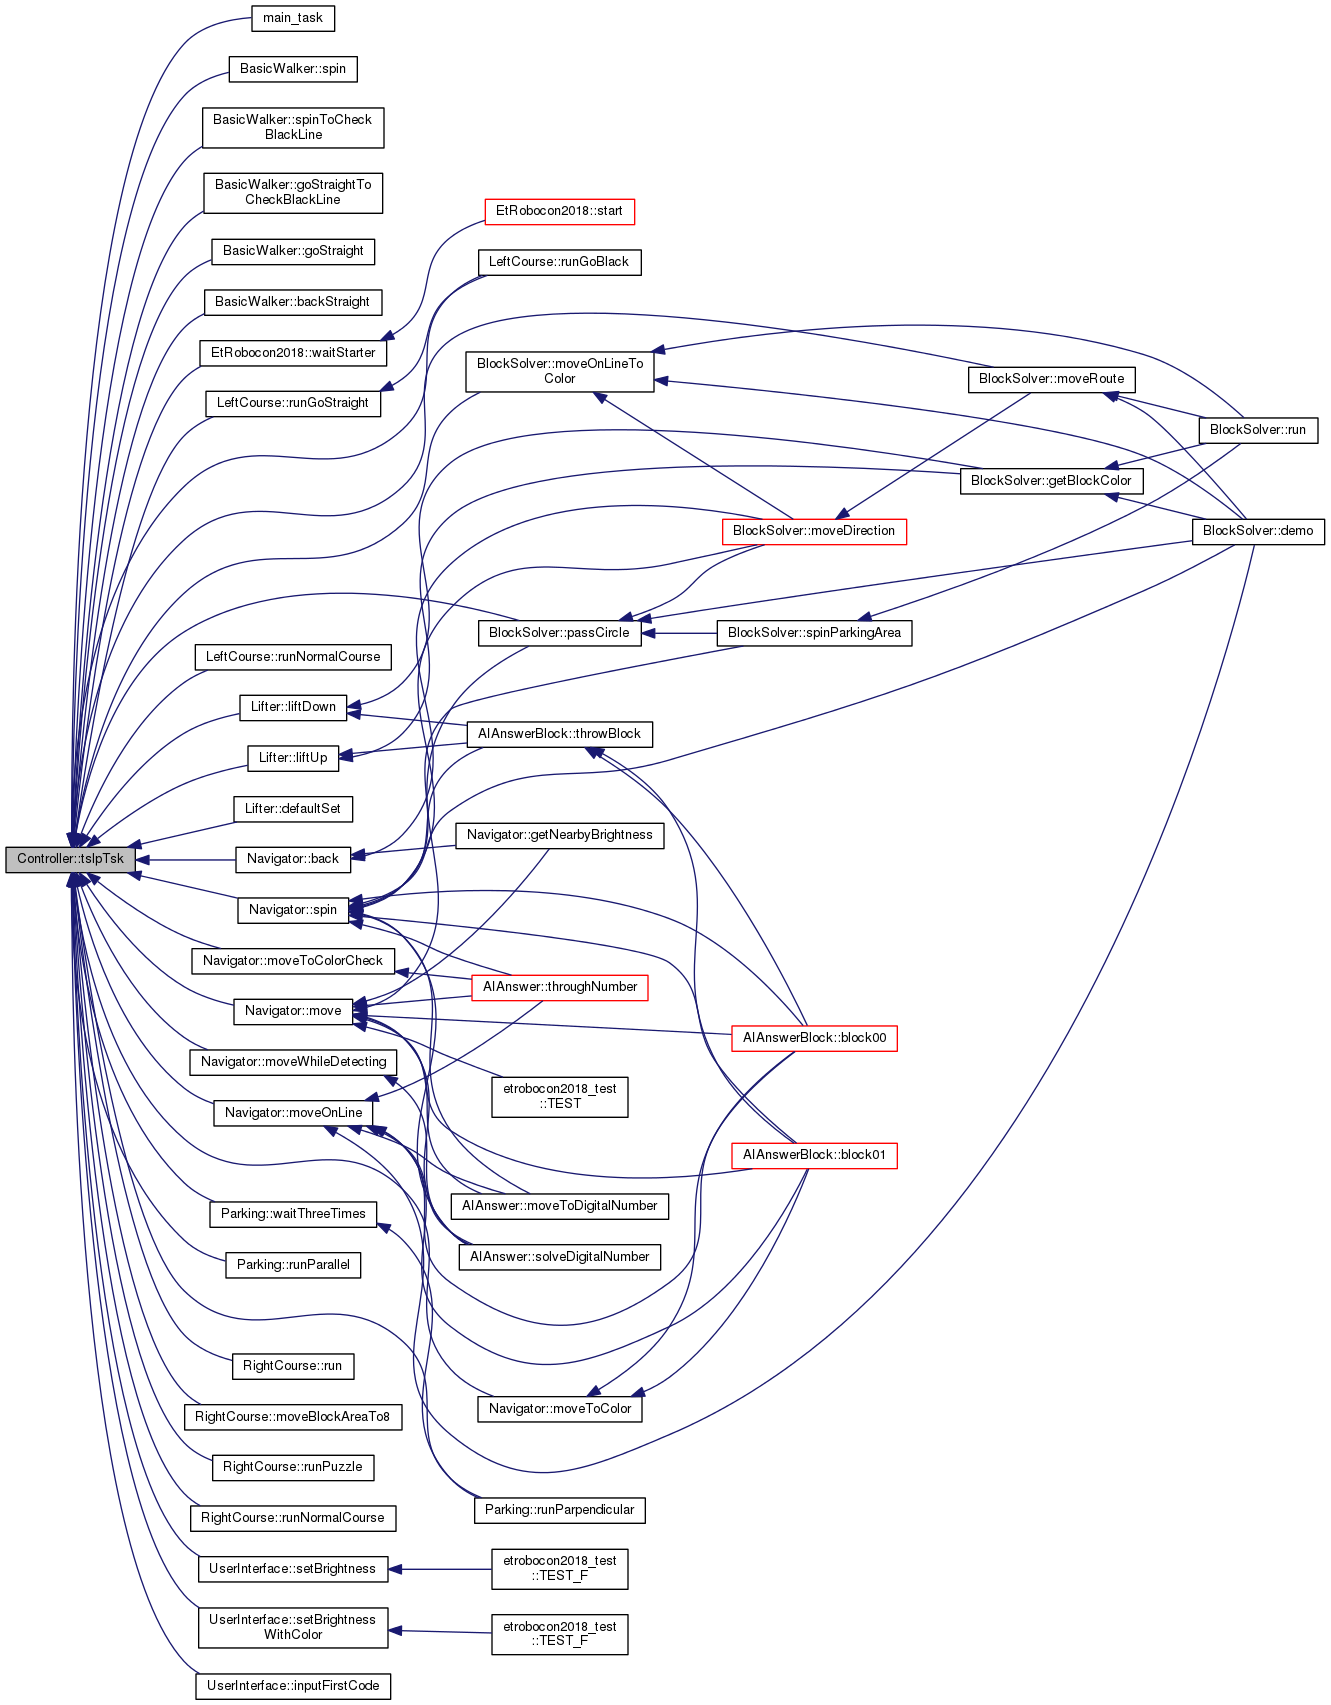 main_task
BasicWalker::spin
BasicWalker::spinToCheck
BlackLine
BasicWalker::goStraightTo
CheckBlackLine
EtRobocon2018::start
BasicWalker::goStraight
LeftCourse::runGoBlack
BasicWalker::backStraight
EtRobocon2018::waitStarter
BlockSolver::moveOnLineTo
Color
BlockSolver::moveRoute
LeftCourse::runGoStraight
BlockSolver::run
BlockSolver::getBlockColor
BlockSolver::moveDirection
BlockSolver::demo
BlockSolver::passCircle
BlockSolver::spinParkingArea
LeftCourse::runNormalCourse
Lifter::liftDown
AIAnswerBlock::throwBlock
Lifter::liftUp
Lifter::defaultSet
Navigator::getNearbyBrightness
Controller::tslpTsk
Navigator::back
Navigator::spin
Navigator::moveToColorCheck
AIAnswer::throughNumber
Navigator::move
AIAnswerBlock::block00
Navigator::moveWhileDetecting
etrobocon2018_test
::TEST
Navigator::moveOnLine
AIAnswerBlock::block01
AIAnswer::moveToDigitalNumber
Parking::waitThreeTimes
AIAnswer::solveDigitalNumber
Parking::runParallel
RightCourse::run
Navigator::moveToColor
RightCourse::moveBlockAreaTo8
RightCourse::runPuzzle
Parking::runParpendicular
RightCourse::runNormalCourse
UserInterface::setBrightness
etrobocon2018_test
::TEST_F
UserInterface::setBrightness
WithColor
etrobocon2018_test
::TEST_F
UserInterface::inputFirstCode